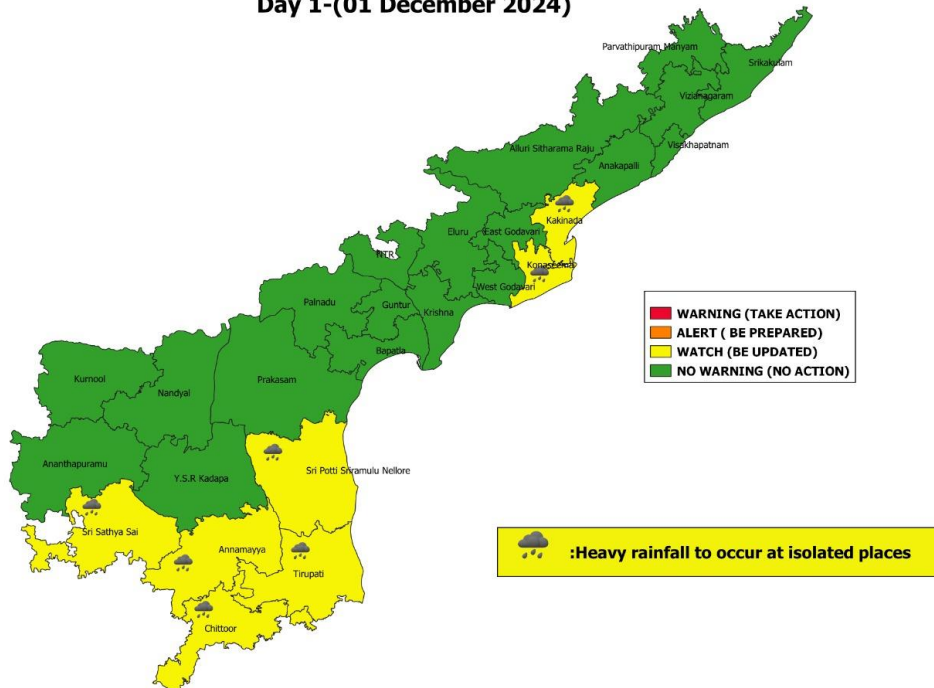 Day 1-(01 December 2024)
Parvathipuram Manyam
Srikakulam
Vizianagaram
Visakhapatnam
Alluri Sitharama Raju
Anakapalli
Kakinada
Eluru
East Godavari
NTR
Konaseema
West Godavari
Palnadu
Guntur
Krishna
Bapatla
Kurnool
Nandyal
Prakasam
Ananthapuramu
Y.S.R Kadapa
Sri Potti Sriramulu Nellore
Sri Sathya Sai
Annamayya
Tirupati
Chittoor
WARNING (TAKE ACTION)
ALERT ( BE PREPARED)
WATCH (BE UPDATED)
NO WARNING (NO ACTION)
:Heavy rainfall to occur at isolated places